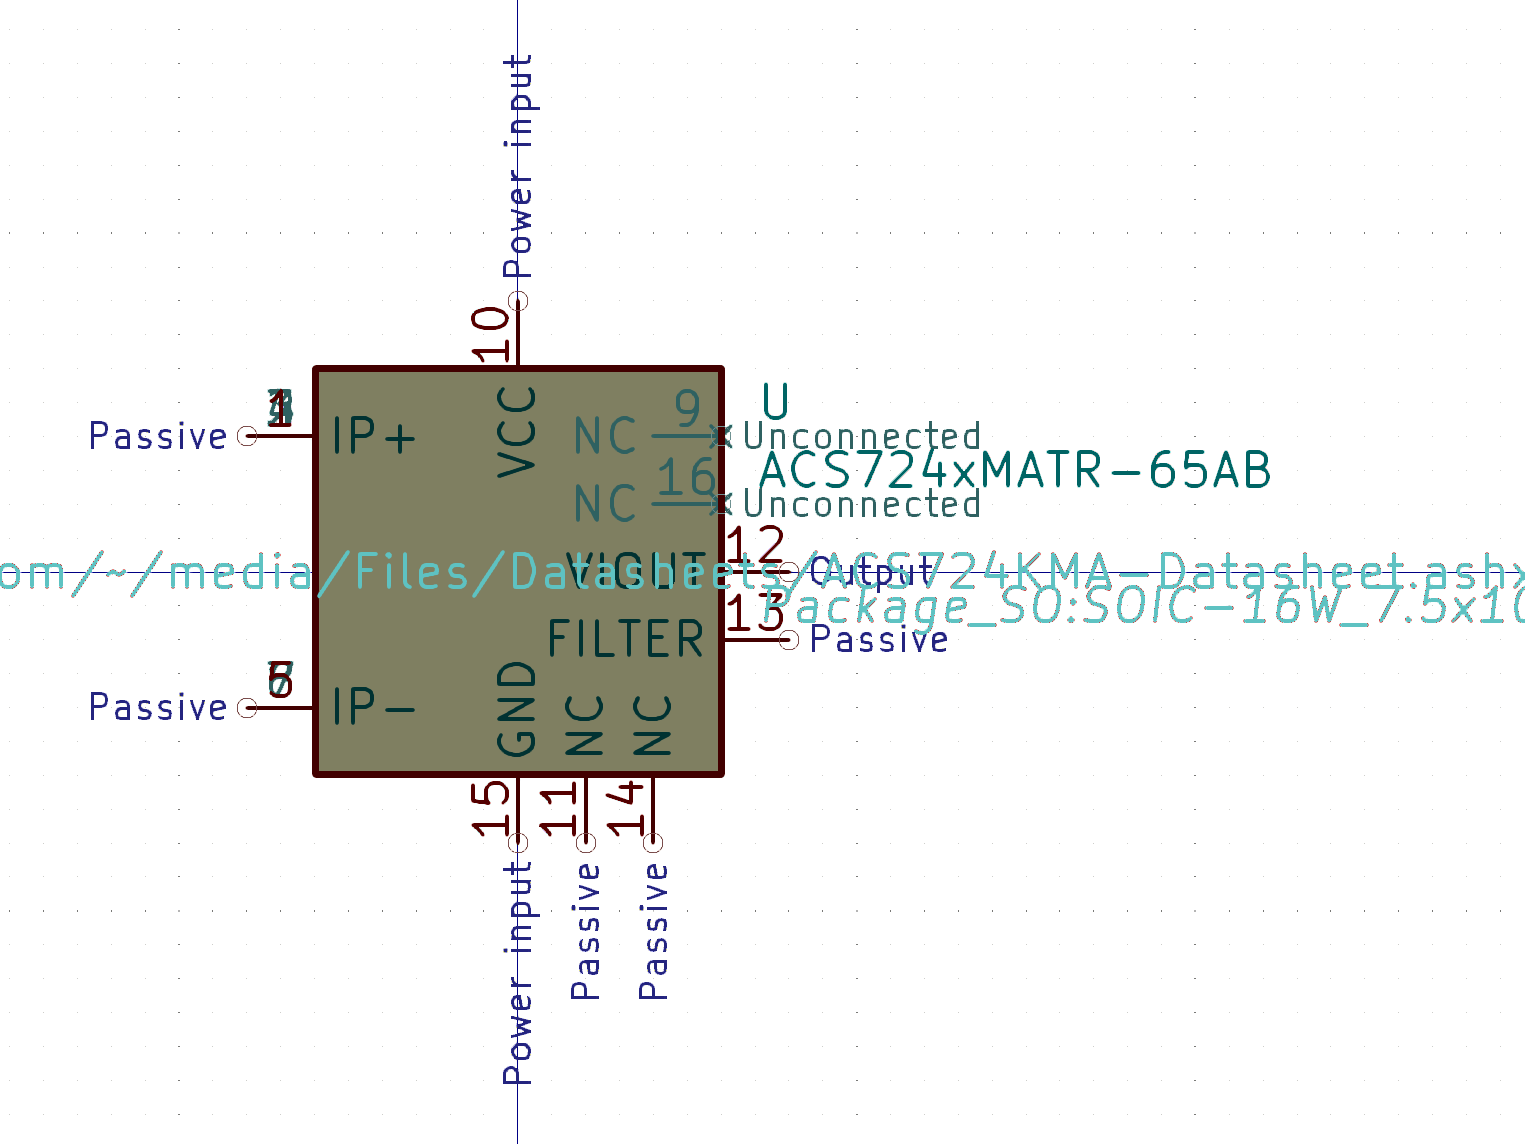 Power input
10
VCC
1
Passive
IP+
NC
9
Unconnected
U
ACS724xMATR-65AB
NC
16
Unconnected
12
VIOUT
Output
om/~/media/Files/Datasheets/ACS724KMA-Datasheet.ashx
Package_SO:SOIC-16W_7.5x10
13
FILTER
Passive
5
Passive
IP-
GND
NC
NC
15
11
14
Power input
Passive
Passive